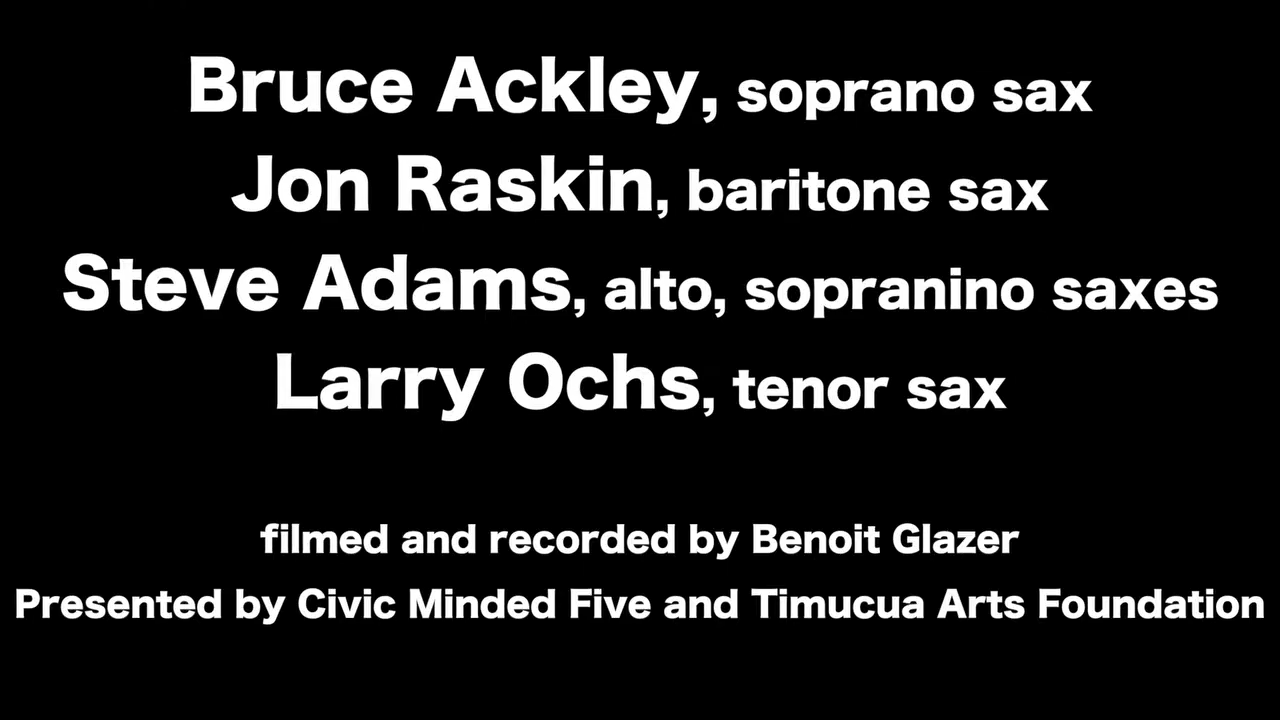 Bruce Ackley, soprano sax
Jon Raskin, baritone sax
Steve Adams, alto, sopranino saxes
Larry Ochs, tenor sax
filmed and recorded by Benoit Glazer
Presented by Civic Minded Five and Timucua Arts Foundation